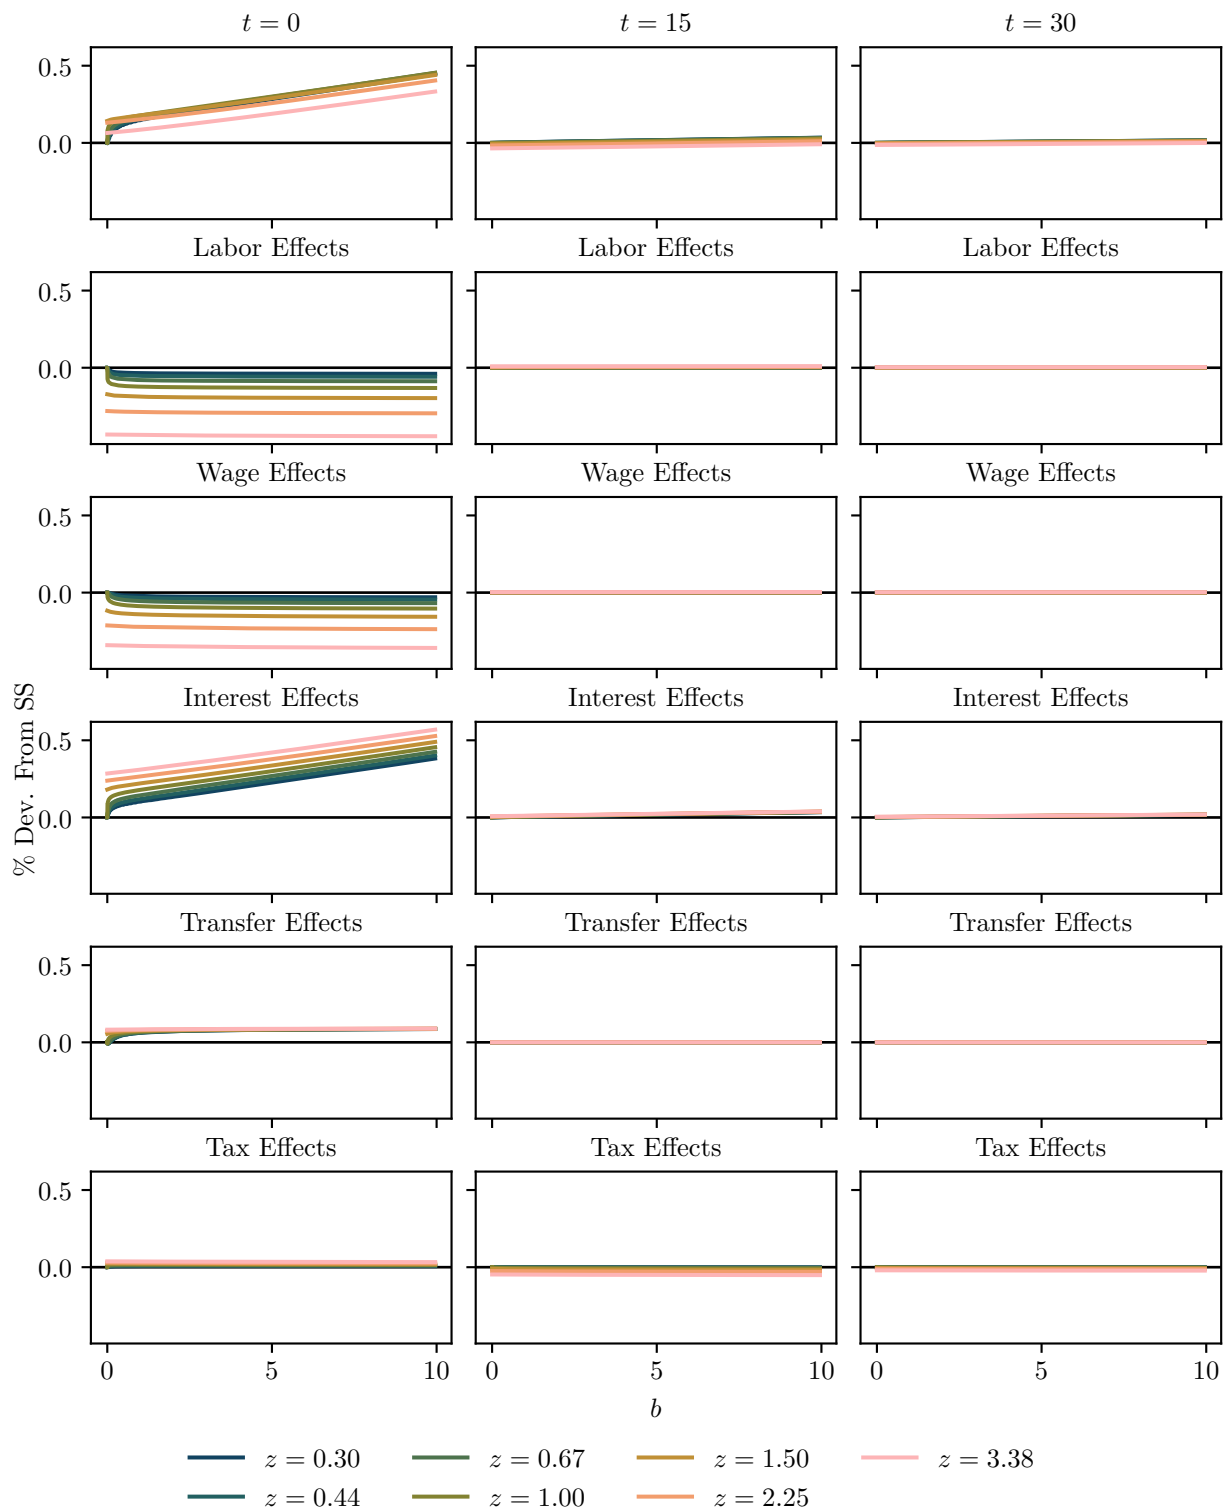 t = 0 t = 15 t = 30
0.5
0.0
Labor Effects Labor Effects Labor Effects
0.5
0.0
Wage Effects Wage Effects Wage Effects
0.5
0.0
Interest Effects Interest Effects Interest Effects
0.5
0.0
% Dev. From SS
Transfer Effects Transfer Effects Transfer Effects
0.5
0.0
Tax Effects Tax Effects Tax Effects
0.5
0.0
0 5 10 0 5 10 0 5 10
b
z = 0.30 z = 0.67 z = 1.50 z = 3.38
z = 0.44 z = 1.00 z = 2.25